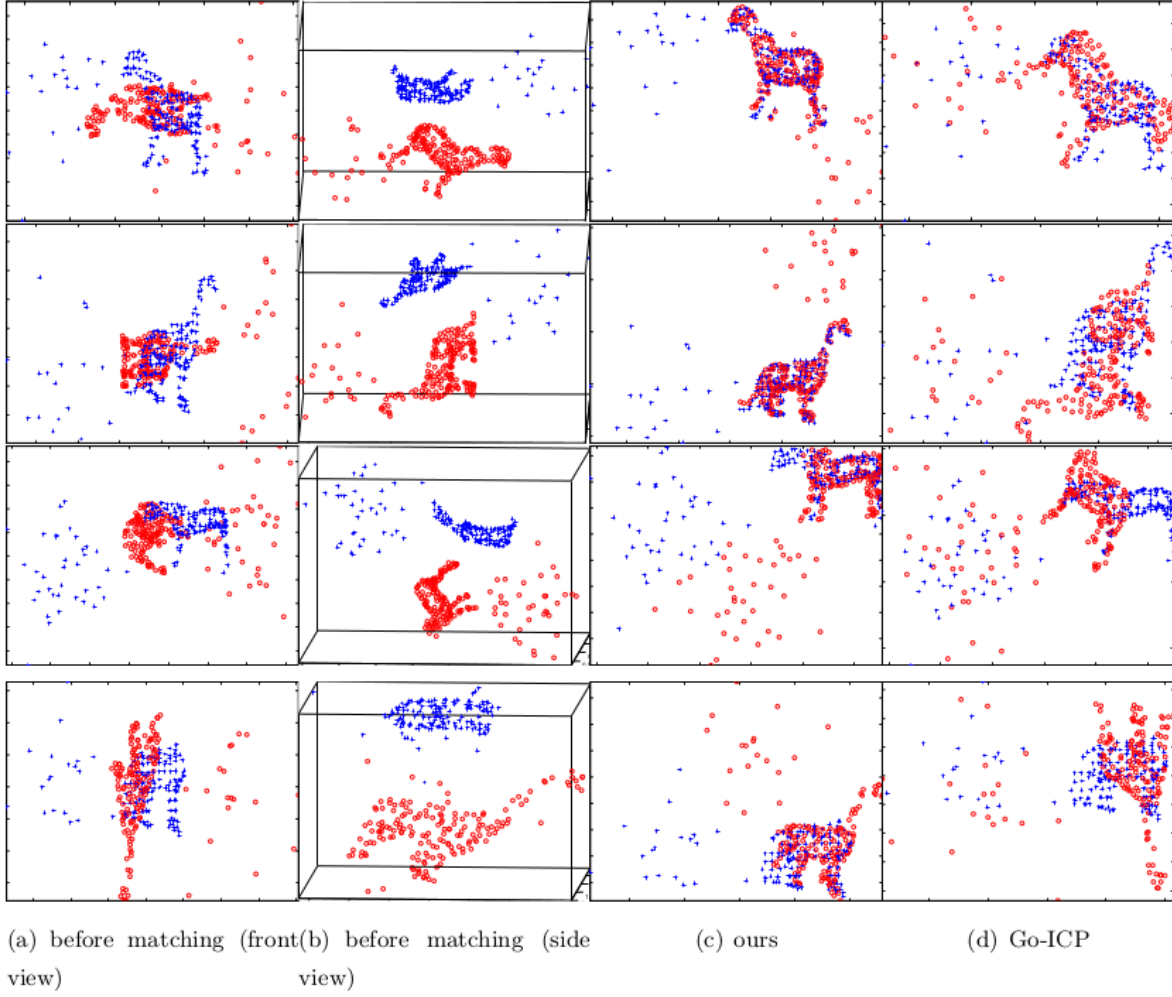 (a) before matching (front
view)
(b) before matching (side
view)
(c) ours
(d) Go-ICP